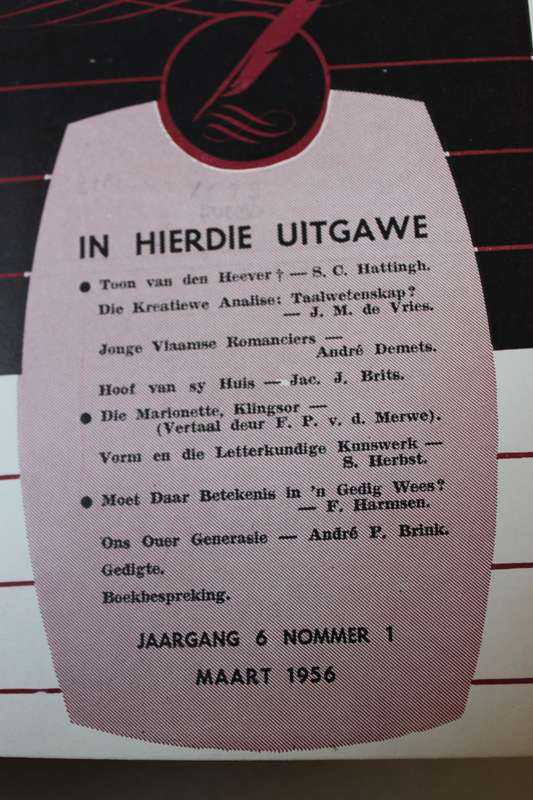 IN HIERDIE UITGAWE
● Toon van den Heever † — S. C. Hattingh.
Die Kreatiewe Analise: Taalwetenskap?
— J. M. de Vries.
Jonge Vlaamse Romanciers —
André Demets.
Hoof van sy Huis — Jac. J. Brits.
● Die Marionette, Klingsor —
(Vertaal deur F. P. v. d. Merwe).
Vorm en die Letterkundige Kunswerk —
S. Herbst.
● Moet Daar Betekenis in 'n Gedig Wees?
— F. Harmsen.
Ons Ouer Generasie — André P. Brink.
Gedigte.
Boekbespreking.
JAARGANG 6 NOMMER 1
MAART 1956